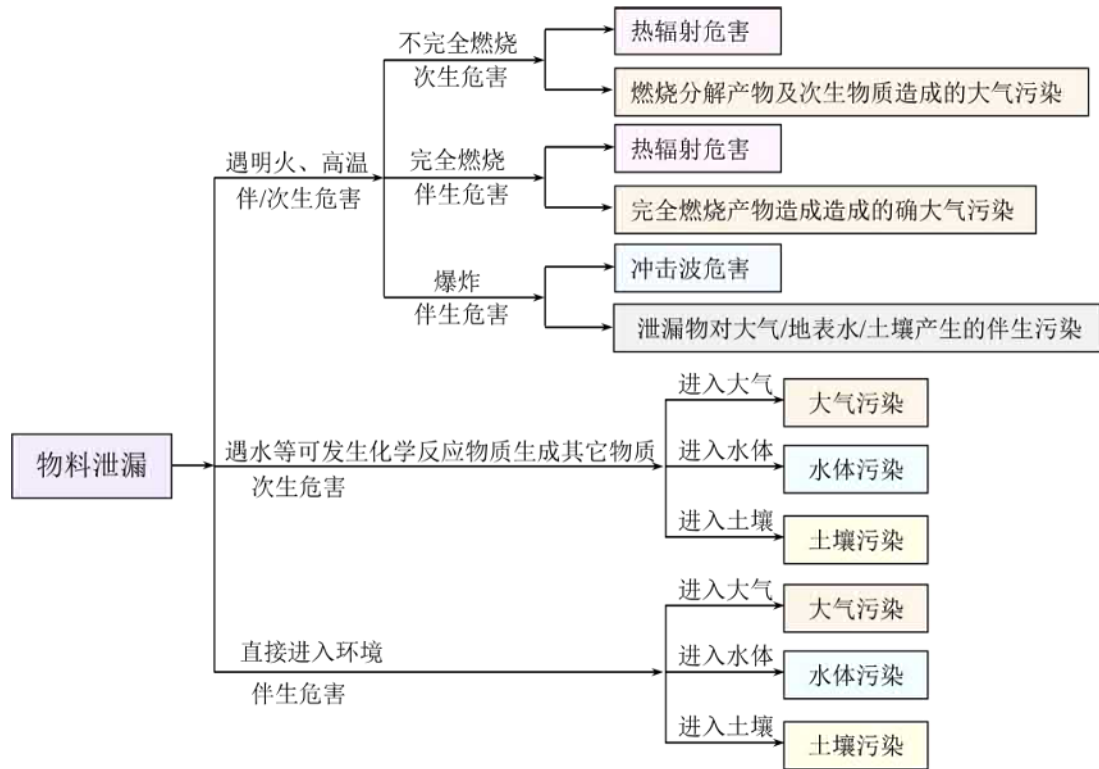 不完全燃烧
次生危害
热辐射危害
燃烧分解产物及次生物质造成的大气污染
遇明火、高温
伴/次生危害
完全燃烧
伴生危害
热辐射危害
完全燃烧产物造成造成的确大气污染
爆炸
伴生危害
冲击波危害
泄漏物对大气/地表水/土壤产生的伴生污染
物料泄漏
遇水等可发生化学反应物质生成其它物质
次生危害
进入大气
大气污染
进入水体
水体污染
进入土壤
土壤污染
直接进入环境
伴生危害
进入大气
大气污染
进入水体
水体污染
进入土壤
土壤污染